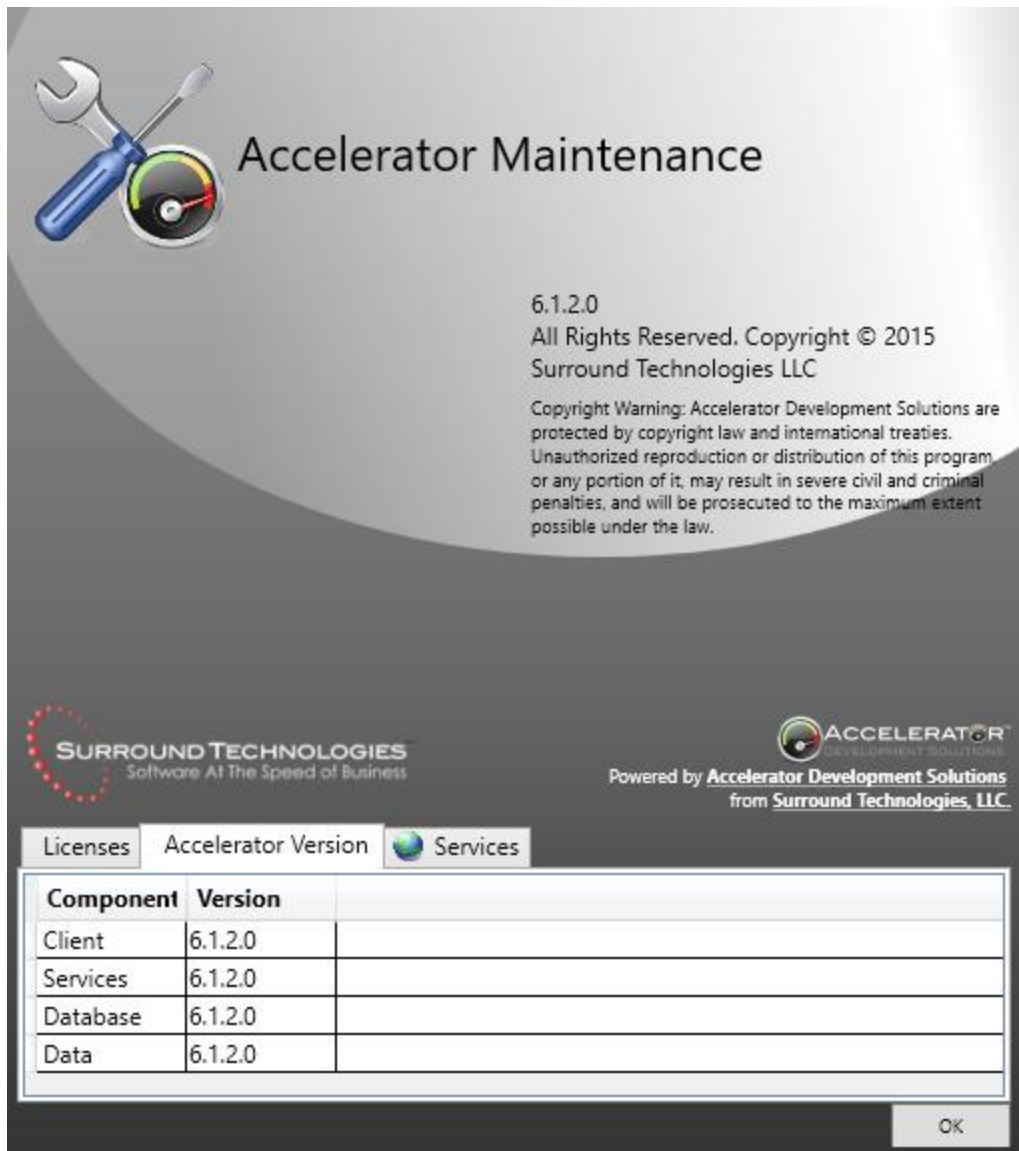 Accelerator Maintenance
6.1.2.0
All Rights Reserved. Copyright © 2015
Surround Technologies LLC
Copyright Warning: Accelerator Development Solutions are
protected by copyright law and international treaties.
Unauthorized reproduction or distribution of this program,
or any portion of it, may result in severe civil and criminal
penalties, and will be prosecuted to the maximum extent
possible under the law.
SURROUND TECHNOLOGIES
Software At The Speed of Business
ACCELERATOR™
DEVELOPMENT SOLUTIONS
Powered by Accelerator Development Solutions
from Surround Technologies, LLC.
Licenses Accelerator Version Services
Component Version
Client 6.1.2.0
Services 6.1.2.0
Database 6.1.2.0
Data 6.1.2.0
OK